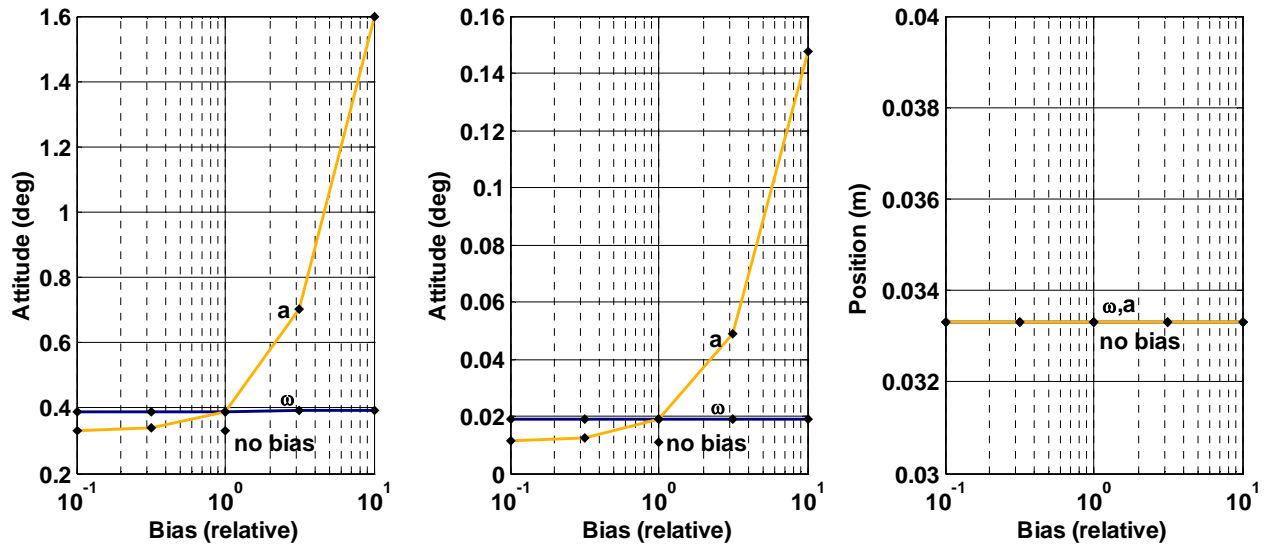 1.6
1.4
1.2
1
0.8
0.6
0.4
0.2
Attitude (deg)
a
ω
no bias
10^-1
10^0
10^1
Bias (relative)
0.16
0.14
0.12
0.1
0.08
0.06
0.04
0.02
0
Attitude (deg)
a
ω
no bias
10^-1
10^0
10^1
Bias (relative)
0.04
0.038
0.036
0.034
0.032
0.03
Position (m)
ω,a
no bias
10^-1
10^0
10^1
Bias (relative)